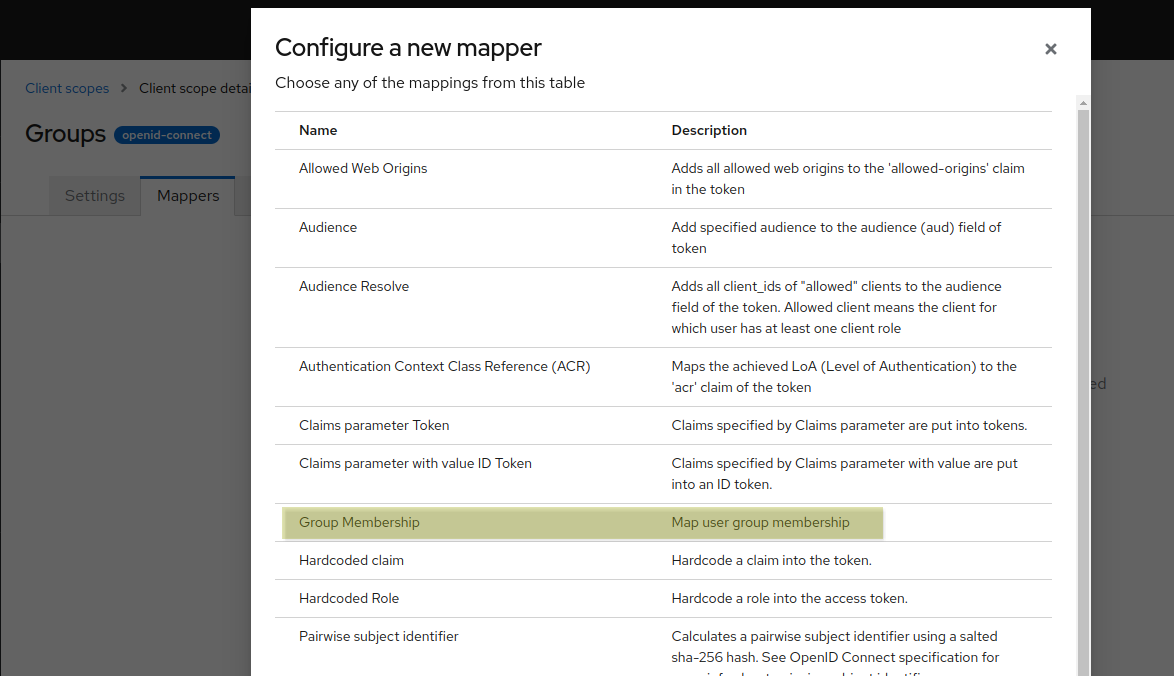 Configure a new mapper
Choose any of the mappings from this table
Client scopes > Client scope detai
Groups openid-connect
Settings Mappers
Name Description
Allowed Web Origins Adds all allowed web origins to the 'allowed-origins' claim
in the token
Audience Add specified audience to the audience (aud) field of
token
Audience Resolve Adds all client_ids of "allowed" clients to the audience
field of the token. Allowed client means the client for
which user has at least one client role
Authentication Context Class Reference (ACR) Maps the achieved LoA (Level of Authentication) to the
'acr' claim of the token
ed
Claims parameter Token Claims specified by Claims parameter are put into tokens.
Claims parameter with value ID Token Claims specified by Claims parameter with value are put
into an ID token.
Group Membership Map user group membership
Hardcoded claim Hardcode a claim into the token.
Hardcoded Role Hardcode a role into the access token.
Pairwise subject identifier Calculates a pairwise subject identifier using a salted
sha-256 hash. See OpenID Connect specification for